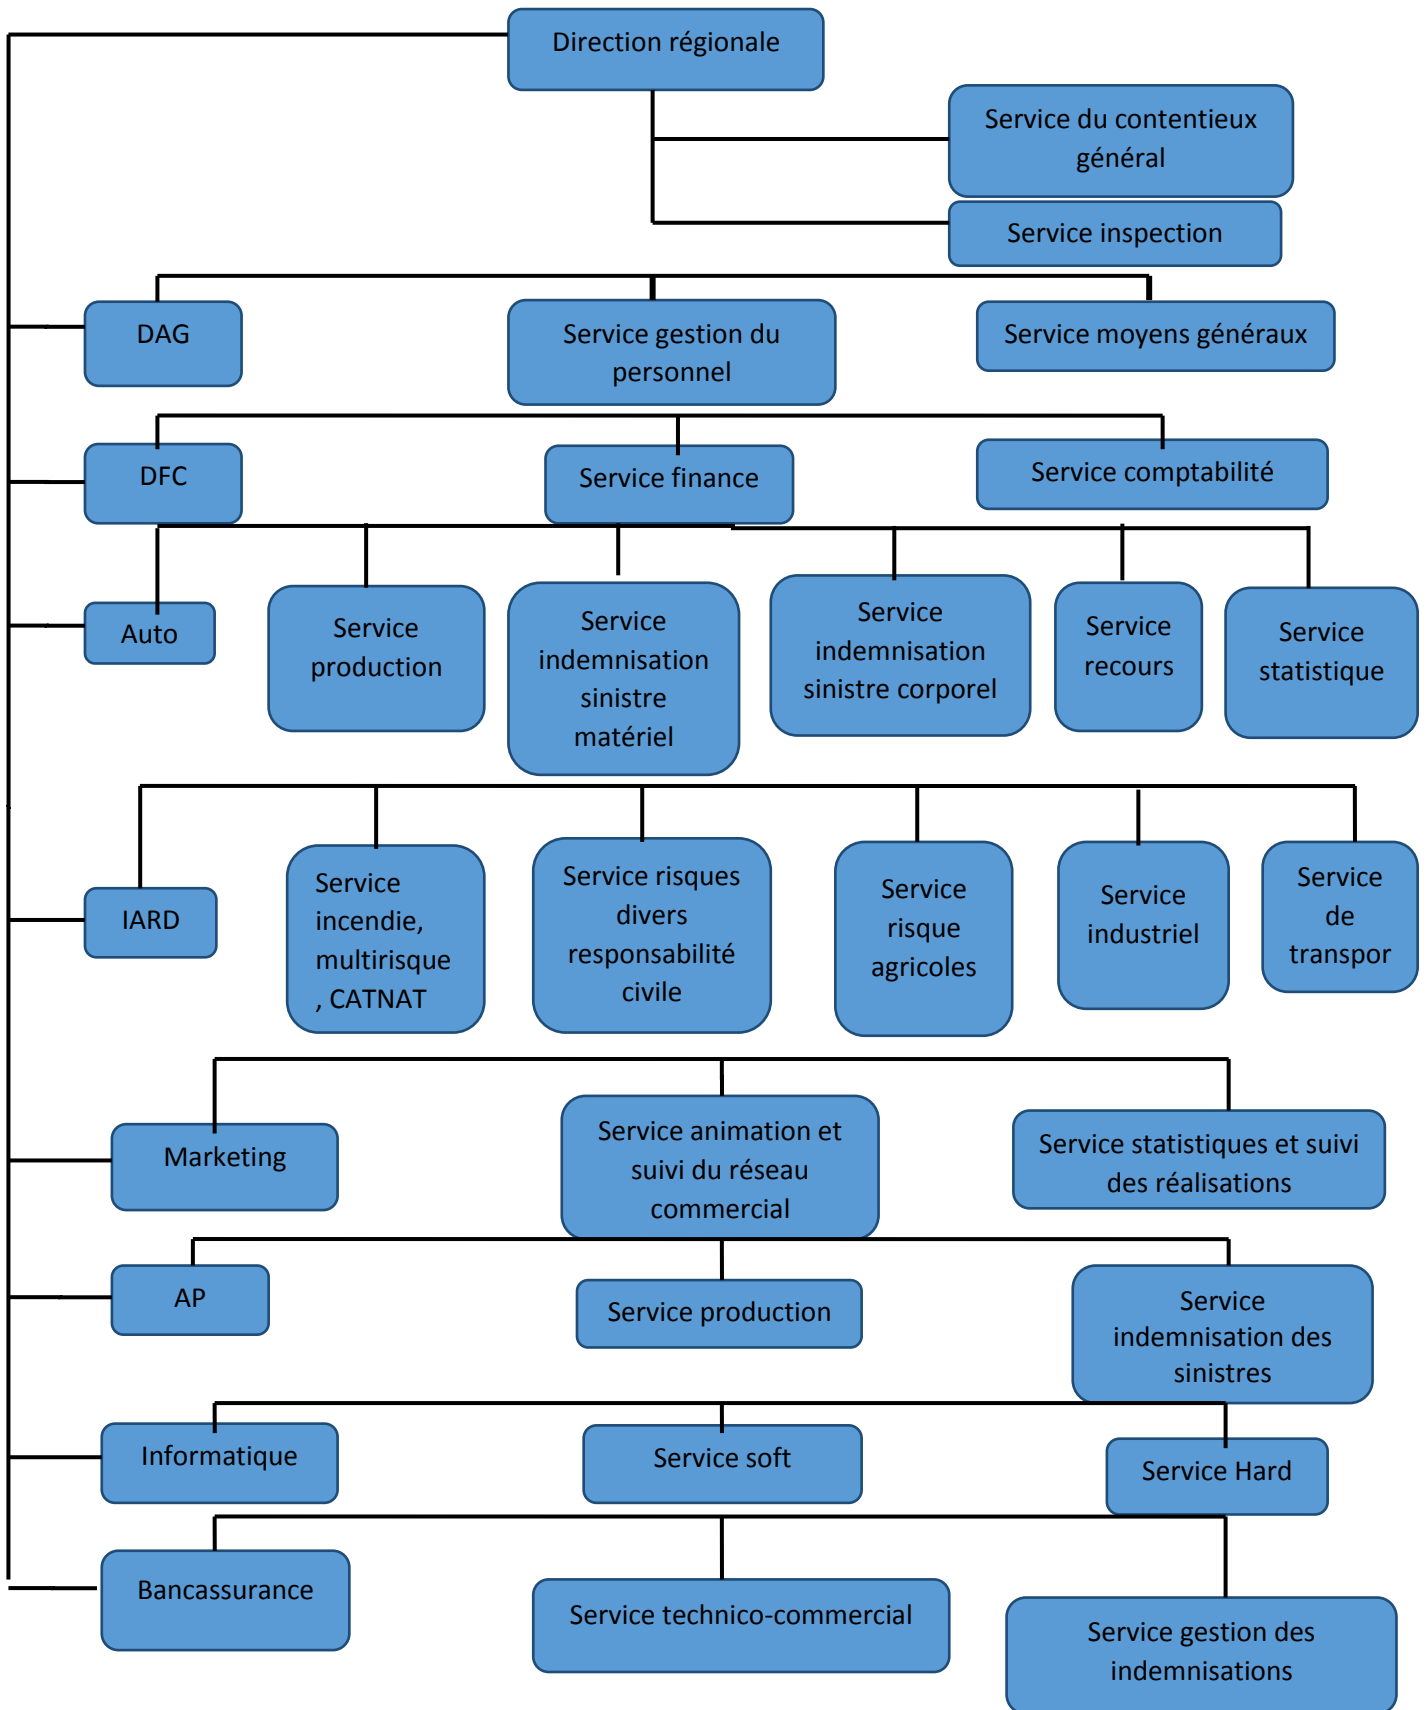 Direction régionale
Service du contentieux
général
Service inspection
DAG
Service gestion du
personnel
Service moyens généraux
DFC
Service finance
Service comptabilité
Auto
Service
production
Service
indemnisation
sinistre
matériel
Service
indemnisation
sinistre corporel
Service
recours
Service
statistique
IARD
Service
incendie,
multirisque
, CATNAT
Service risques
divers
responsabilité
civile
Service
risque
agricoles
Service
industriel
Service
de
transpor
Marketing
Service animation et
suivi du réseau
commercial
Service statistiques et suivi
des réalisations
AP
Service production
Service
indemnisation des
sinistres
Informatique
Service soft
Service Hard
Bancassurance
Service technico-commercial
Service gestion des
indemnisations